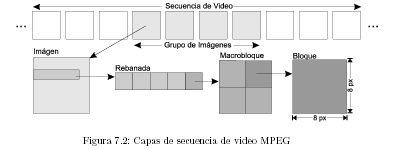 Secuencia de Video
... ...
Grupo de Imágenes
Imágen
Rebanada
Macrobloque
Bloque
8 px
8 px
Figura 7.2: Capas de secuencia de video MPEG